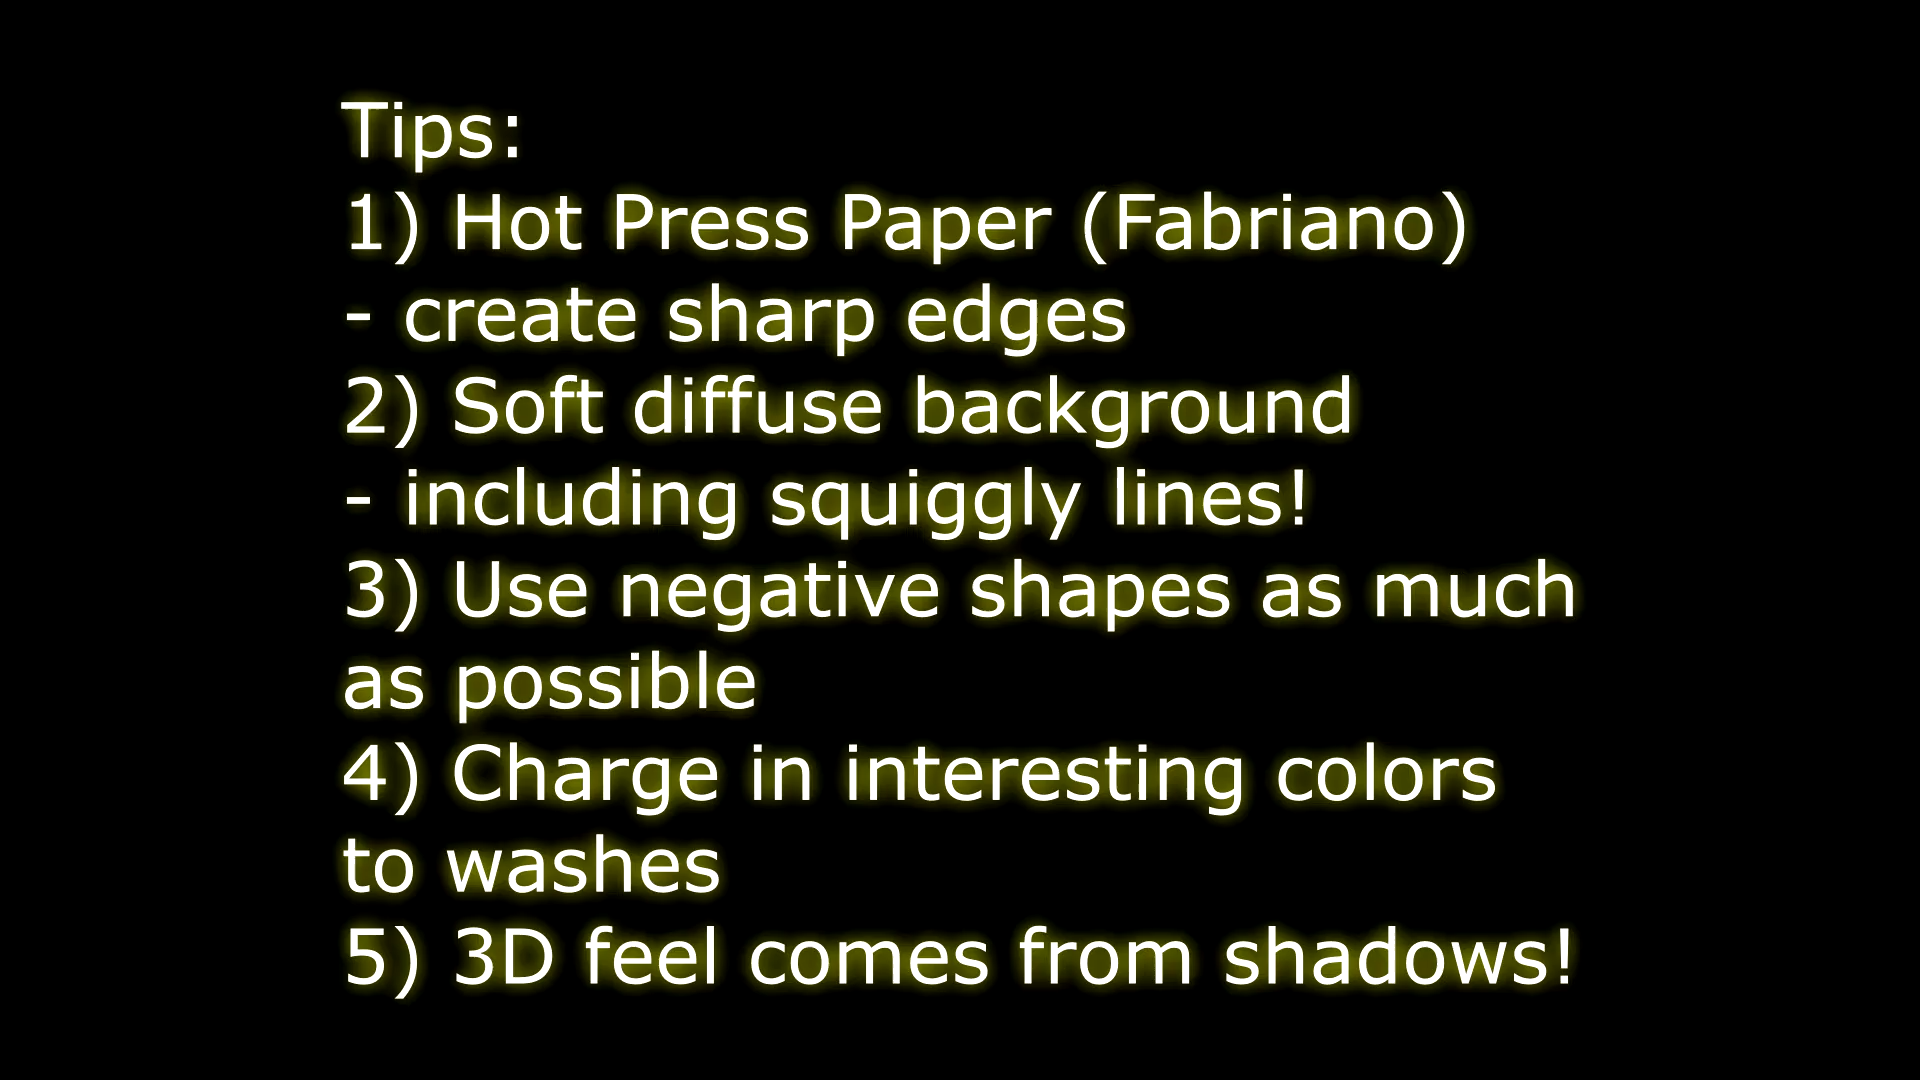 Tips:
1) Hot Press Paper (Fabriano)
- create sharp edges
2) Soft diffuse background
- including squiggly lines!
3) Use negative shapes as much
as possible
4) Charge in interesting colors
to washes
5) 3D feel comes from shadows!